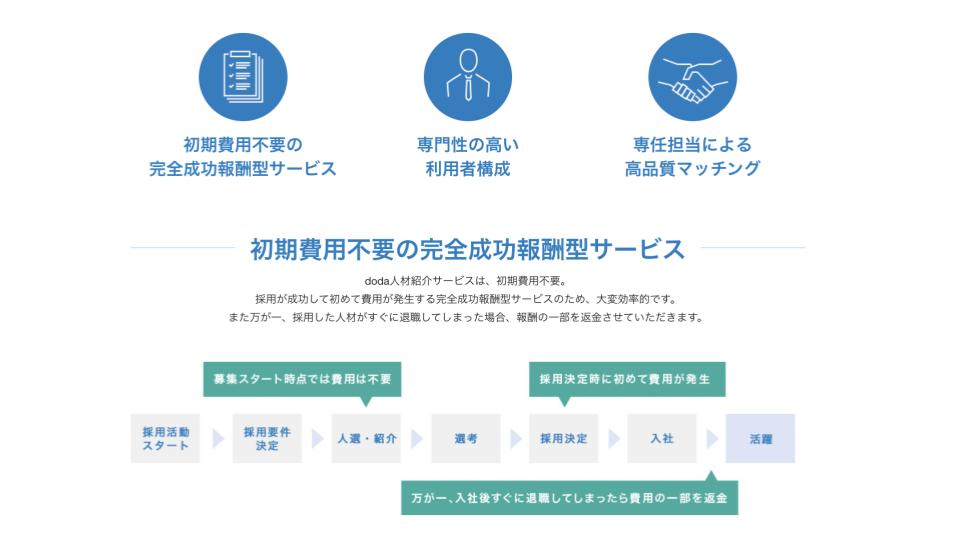 初期費用不要の
完全成功報酬型サービス
専門性の高い
利用者構成
専任担当による
高品質マッチング
初期費用不要の完全成功報酬型サービス
doda人材紹介サービスは、初期費用不要。
採用が成功して初めて費用が発生する完全成功報酬型サービスのため、大変効率的です。
また万が一、採用した人材がすぐに退職してしまった場合、報酬の一部を返金させていただきます。
募集スタート時点では費用は不要
採用決定時に初めて費用が発生
採用活動
スタート
採用要件
決定
人選・紹介
選考
採用決定
入社
活躍
万が一、入社後すぐに退職してしまったら費用の一部を返金